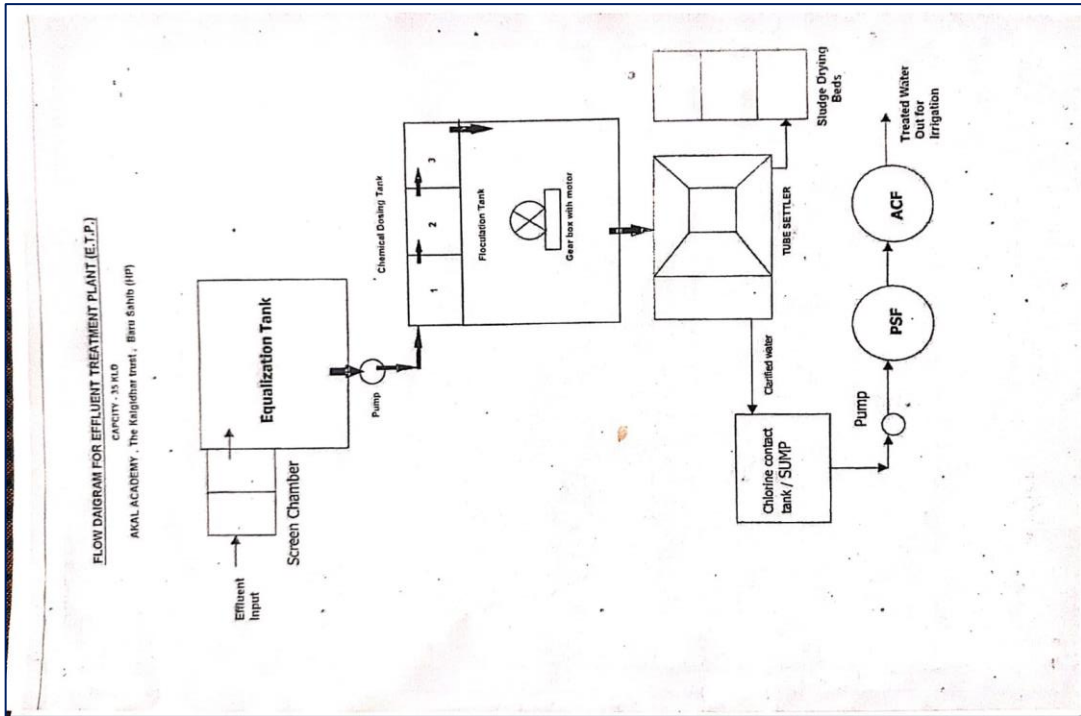 FLOW DAIGRAM FOR EFFLUENT TREATMENT PLANT (E.T.P.)
CAPCITY - 35 KLD
AKAL ACADEMY , The Kalgidhar trust , Baru Sahib (HP)
Effluent
Input
Screen Chamber
Equalization Tank
Pump
Chemical Dosing Tank
1
2
3
Floculation Tank
Gear box with motor
TUBE SETTLER
Sludge Drying
Beds
Clarified water
Chlorine contact
tank / SUMP
Pump
PSF
ACF
Treated Water
Out for
Irrigation